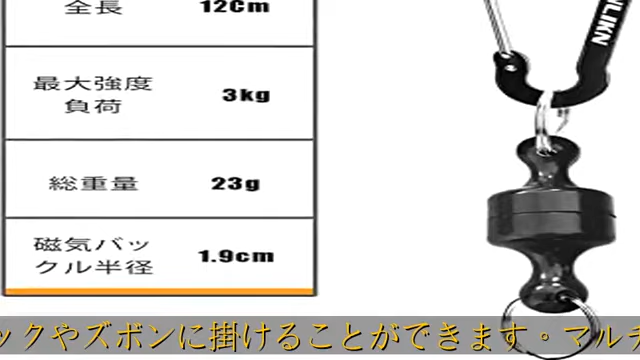 全長 12Cm
最大強度
負荷 3kg
総重量 23g
磁気バッ
クル半径 1.9cm
ULIKN
ックやズボンに掛けることができます。マルチ